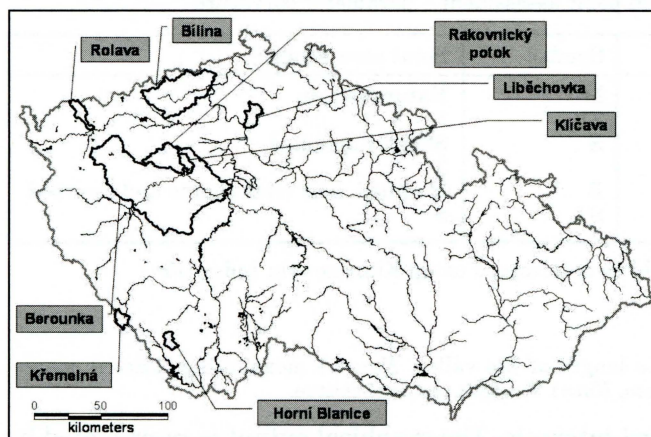 Bílina
Rolava
Rakovnický
potok
Liběchovka
Klíčava
Berounka
Křemelná
Horní Blanice
0 50 100
kilometers